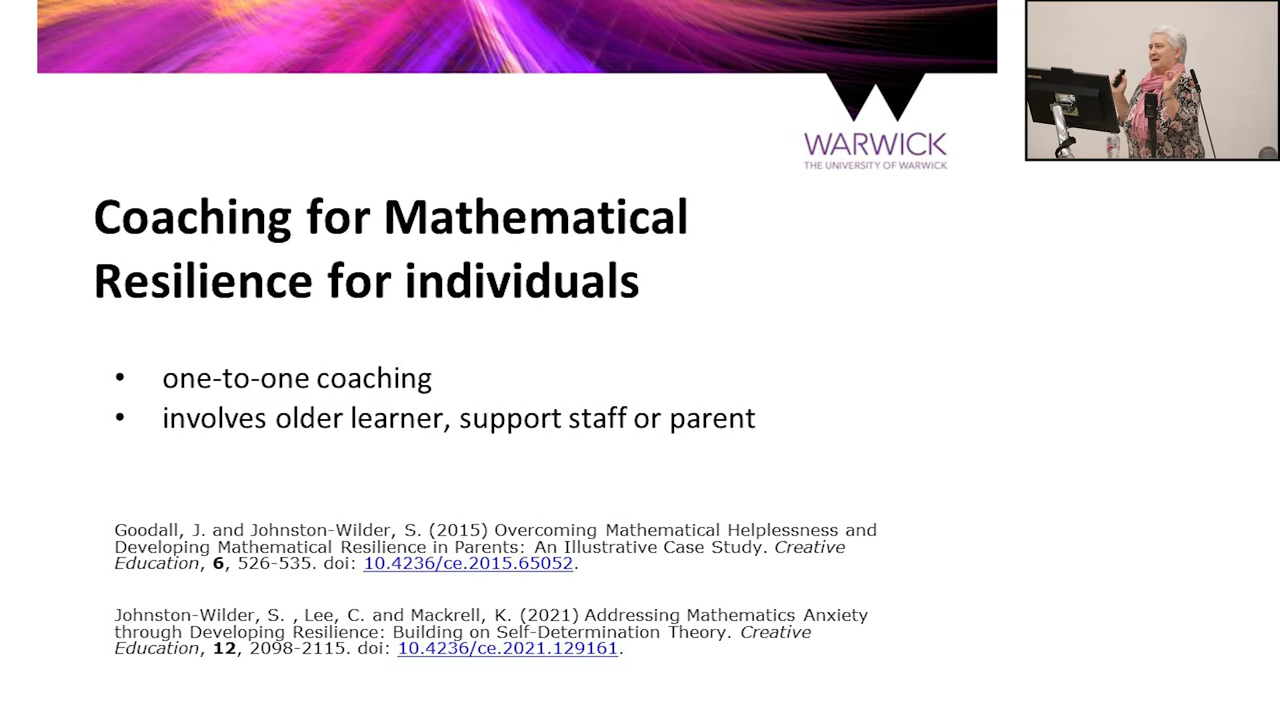 WARWICK
THE UNIVERSITY OF WARWICK
Coaching for Mathematical
Resilience for individuals
• one-to-one coaching
• involves older learner, support staff or parent
Goodall, J. and Johnston-Wilder, S. (2015) Overcoming Mathematical Helplessness and
Developing Mathematical Resilience in Parents: An Illustrative Case Study. Creative
Education, 6, 526-535. doi: 10.4236/ce.2015.65052.
Johnston-Wilder, S. , Lee, C. and Mackrell, K. (2021) Addressing Mathematics Anxiety
through Developing Resilience: Building on Self-Determination Theory. Creative
Education, 12, 2098-2115. doi: 10.4236/ce.2021.129161.